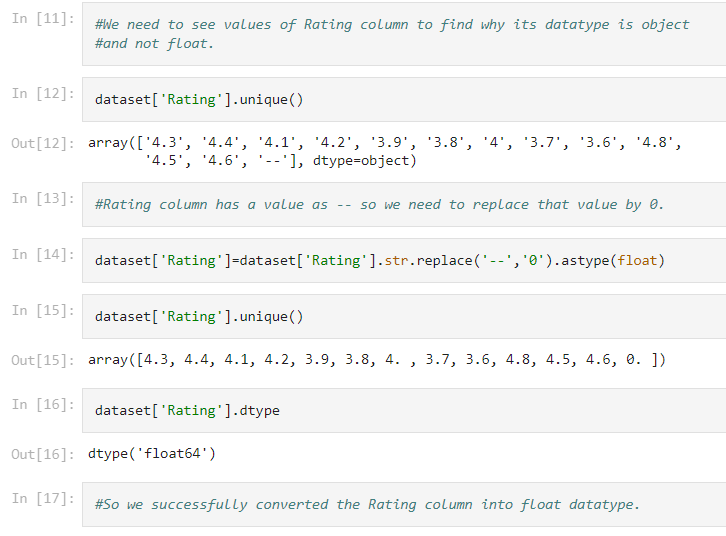 In [11]: #We need to see values of Rating column to find why its datatype is object
#and not float.
In [12]: dataset['Rating'].unique()
Out[12]: array(['4.3', '4.4', '4.1', '4.2', '3.9', '3.8', '4', '3.7', '3.6', '4.8',
'4.5', '4.6', '--'], dtype=object)
In [13]: #Rating column has a value as -- so we need to replace that value by 0.
In [14]: dataset['Rating']=dataset['Rating'].str.replace('--','0').astype(float)
In [15]: dataset['Rating'].unique()
Out[15]: array([4.3, 4.4, 4.1, 4.2, 3.9, 3.8, 4. , 3.7, 3.6, 4.8, 4.5, 4.6, 0. ])
In [16]: dataset['Rating'].dtype
Out[16]: dtype('float64')
In [17]: #So we successfully converted the Rating column into float datatype.